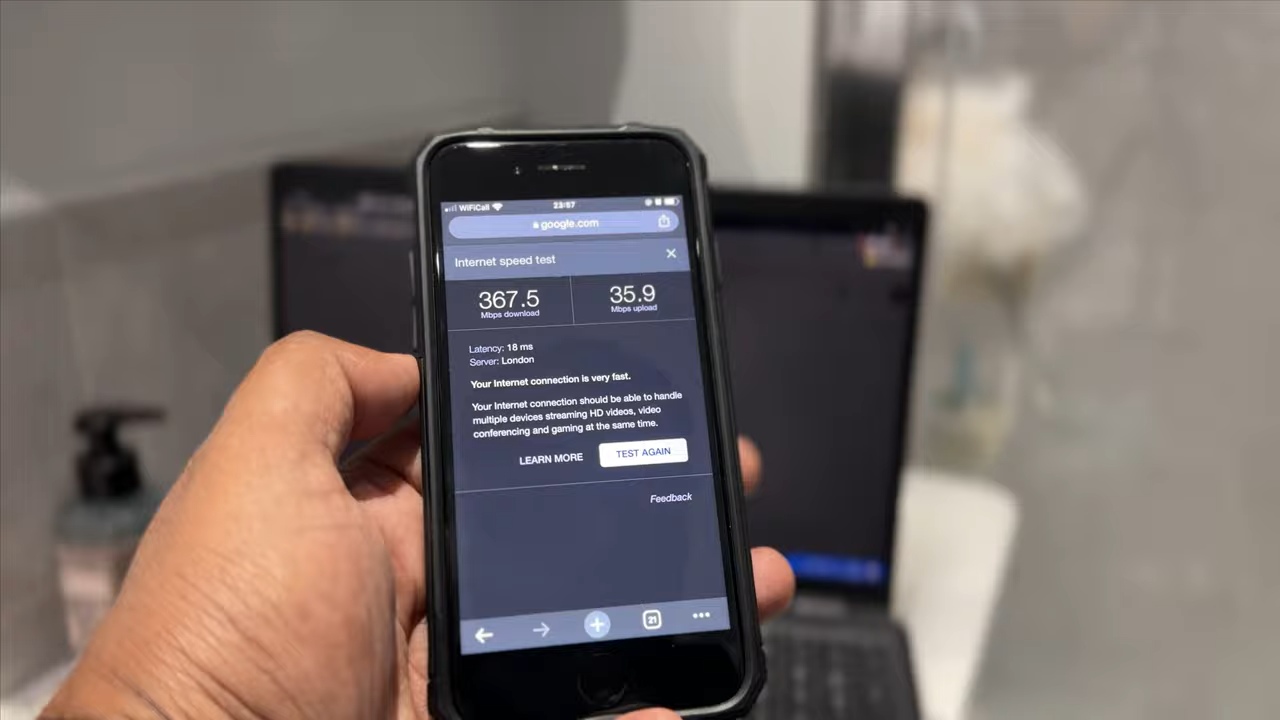 WiFiCall 23:57
google.com
Internet speed test
367.5 35.9
Mbps download Mbps upload
Latency: 18 ms
Server: London
Your Internet connection is very fast.
Your Internet connection should be able to handle
multiple devices streaming HD videos, video
conferencing and gaming at the same time.
LEARN MORE TEST AGAIN
Feedback
21